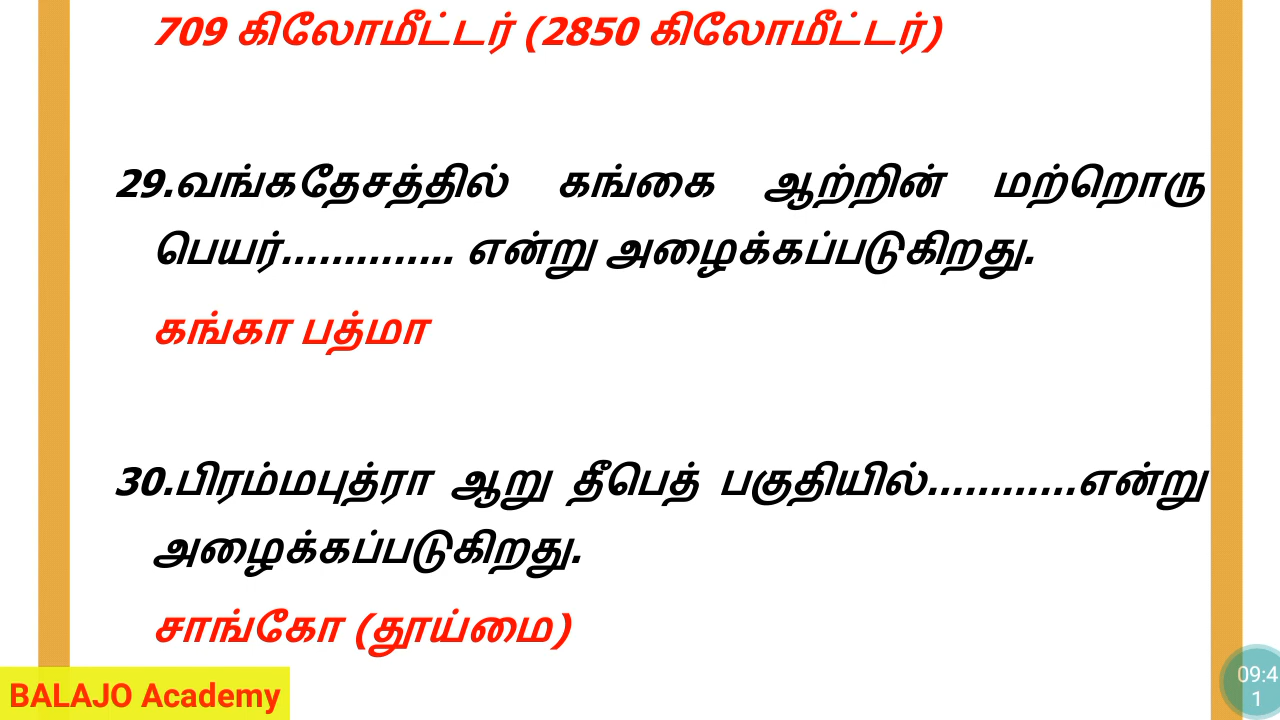 709 கிலோமீட்டர் (2850 கிலோமீட்டர்)
29.வங்கதேசத்தில் கங்கை ஆற்றின் மற்றொரு
பெயர்.............. என்று அழைக்கப்படுகிறது.
கங்கா பத்மா
30.பிரம்மபுத்ரா ஆறு தீபெத் பகுதியில்............என்று
அழைக்கப்படுகிறது.
சாங்கோ (தூய்மை)
BALAJO Academy
09:4
1